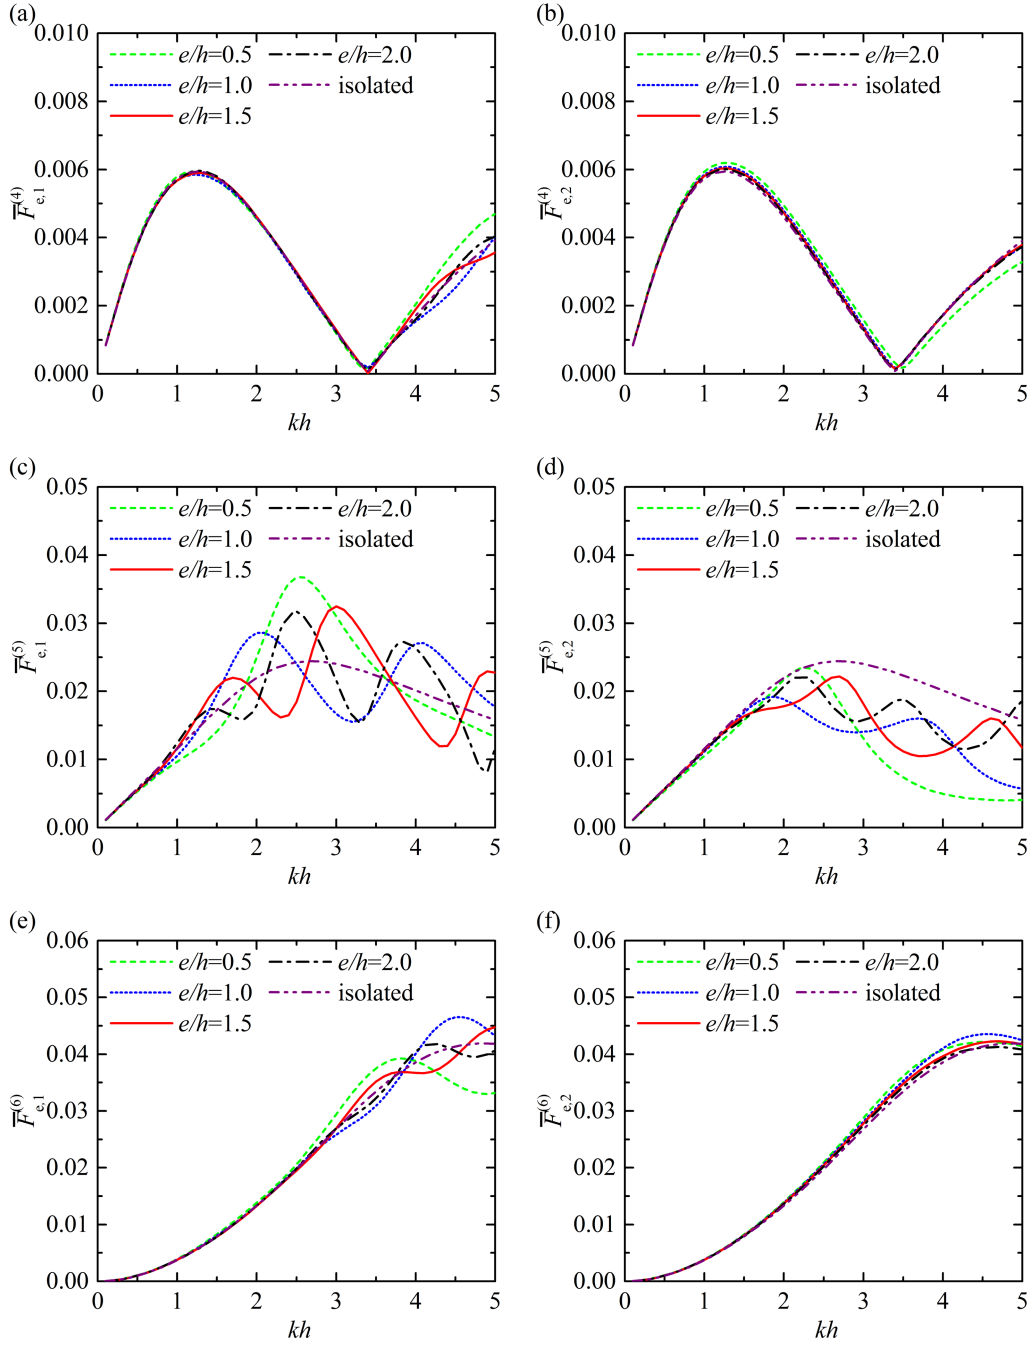 (a)
0.010
0.008
0.006
0.004
0.002
0.000
e/h=0.5
e/h=2.0
e/h=1.0
isolated
e/h=1.5
F̅e,1(4)
0 1 2 3 4 5
kh
(b)
0.010
0.008
0.006
0.004
0.002
0.000
e/h=0.5
e/h=2.0
e/h=1.0
isolated
e/h=1.5
F̅e,2(4)
0 1 2 3 4 5
kh
(c)
0.05
0.04
0.03
0.02
0.01
0.00
e/h=0.5
e/h=2.0
e/h=1.0
isolated
e/h=1.5
F̅e,1(5)
0 1 2 3 4 5
kh
(d)
0.05
0.04
0.03
0.02
0.01
0.00
e/h=0.5
e/h=2.0
e/h=1.0
isolated
e/h=1.5
F̅e,2(5)
0 1 2 3 4 5
kh
(e)
0.06
0.05
0.04
0.03
0.02
0.01
0.00
e/h=0.5
e/h=2.0
e/h=1.0
isolated
e/h=1.5
F̅e,1(6)
0 1 2 3 4 5
kh
(f)
0.06
0.05
0.04
0.03
0.02
0.01
0.00
e/h=0.5
e/h=2.0
e/h=1.0
isolated
e/h=1.5
F̅e,2(6)
0 1 2 3 4 5
kh